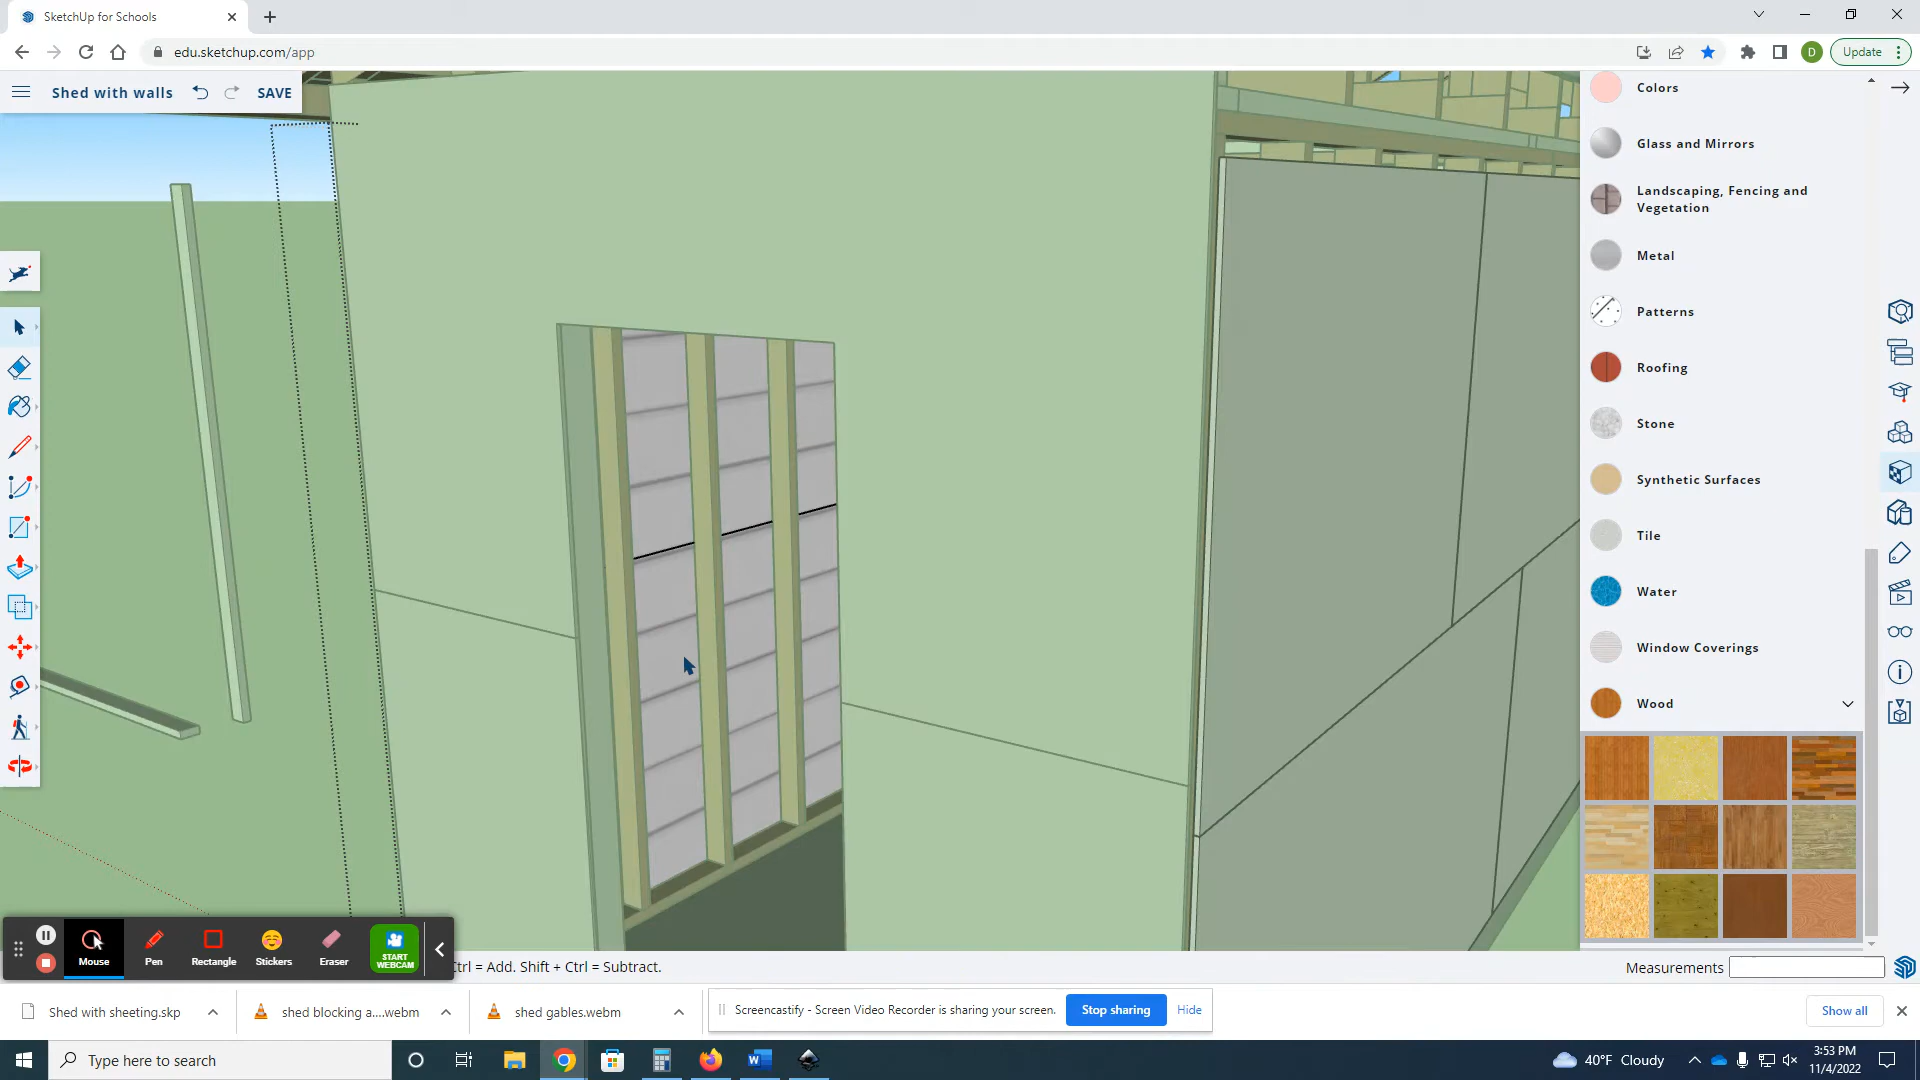 SketchUp for Schools
edu.sketchup.com/app
D
Update
Shed with walls
SAVE
Colors
Glass and Mirrors
Landscaping, Fencing and
Vegetation
Metal
Patterns
Roofing
Stone
Synthetic Surfaces
Tile
Water
Window Coverings
Wood
Mouse
Pen
Rectangle
Stickers
Eraser
START
WEBCAM
Ctrl = Add. Shift + Ctrl = Subtract.
Measurements
Shed with sheeting.skp
shed blocking a....webm
shed gables.webm
Screencastify - Screen Video Recorder is sharing your screen.
Stop sharing
Hide
Show all
Type here to search
W
40°F Cloudy
3:53 PM
11/4/2022